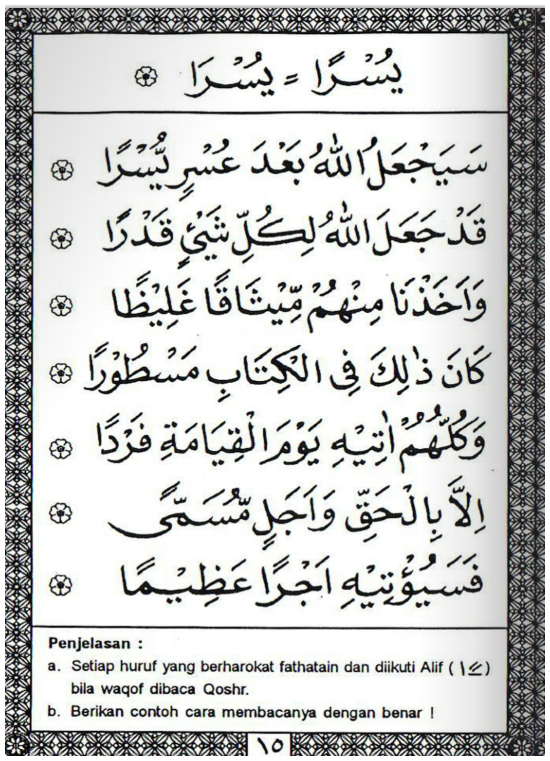 يُسْرًا = يُسْرَا
سَيَجْعَلُ اللّٰهُ بَعْدَ عُسْرٍ يُّسْرًا
قَدْ جَعَلَ اللّٰهُ لِكُلِّ شَيْئٍ قَدْرًا
وَاَخَذْنَا مِنْهُمْ مِّيْثَاقًا غَلِيْظًا
كَانَ ذٰلِكَ فِى الْكِتَابِ مَسْطُوْرًا
وَكُلُّهُمْ اٰتِيْهِ يَوْمَ الْقِيَامَةِ فَرْدًا
اِلاَّ بِالْحَقِّ وَاَجَلٍ مُّسَمًّى
فَسَيُؤْتِيْهِ اَجْرًا عَظِيْمًا
Penjelasan :
a. Setiap huruf yang berharokat fathatain dan diikuti Alif ( ـًا )
bila waqof dibaca Qoshr.
b. Berikan contoh cara membacanya dengan benar !
١٥